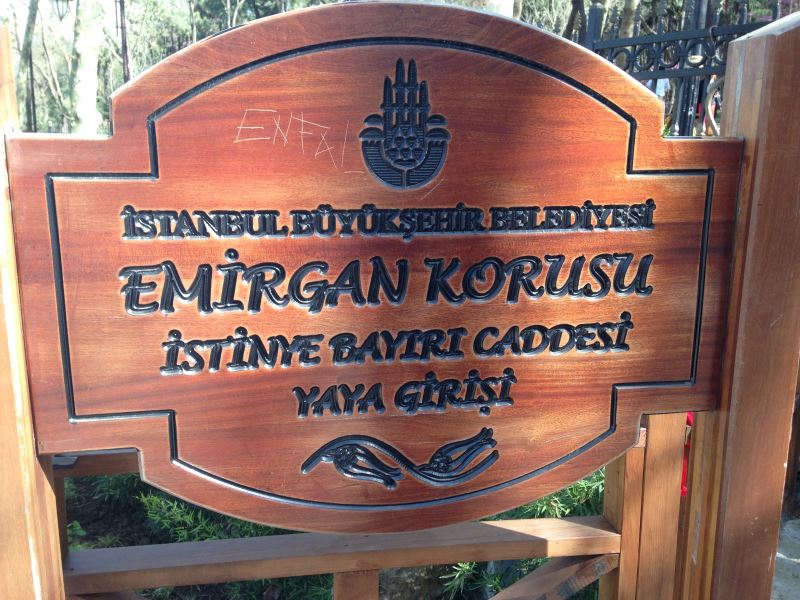 ENFAL
İSTANBUL BÜYÜKŞEHİR BELEDİYESİ
EMİRGAN KORUSU
İSTİNYE BAYIRI CADDESİ
YAYA GİRİŞİ